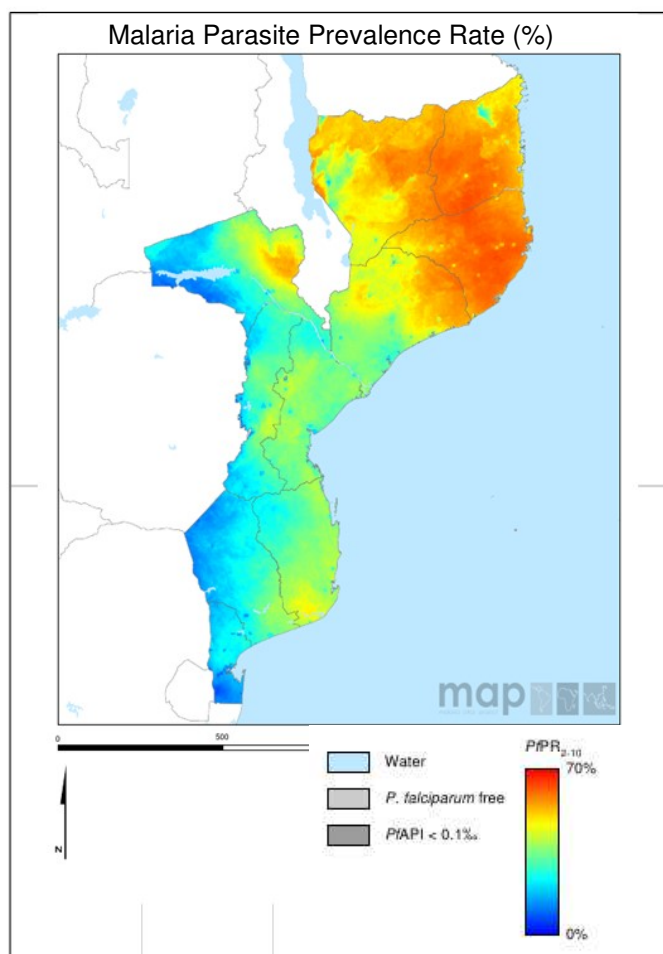 Malaria Parasite Prevalence Rate (%)
map
0
500
N
Water
P. falciparum free
PfAPI < 0.1‰
PfPR2-10
70%
0%